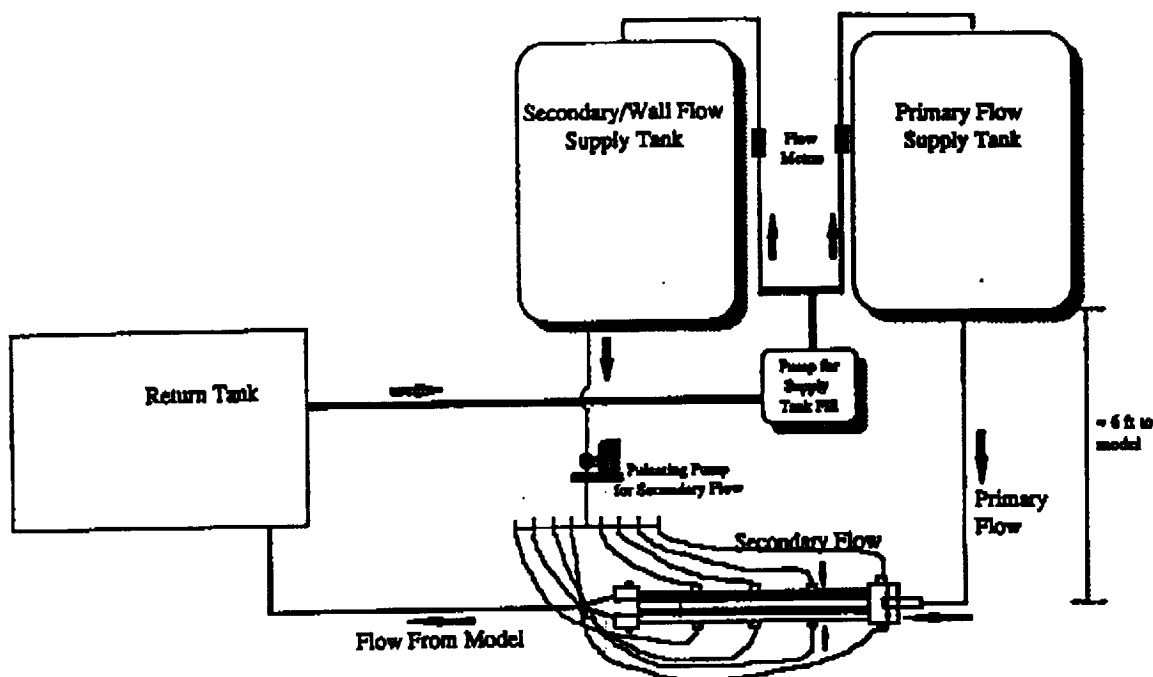 Secondary/Wall Flow
Supply Tank
Primary Flow
Supply Tank
Flow
Meters
Return Tank
Pump for
Supply
Tank Fill
≈ 6 ft to
model
Pulsating Pump
for Secondary Flow
Primary
Flow
Secondary Flow
Flow From Model